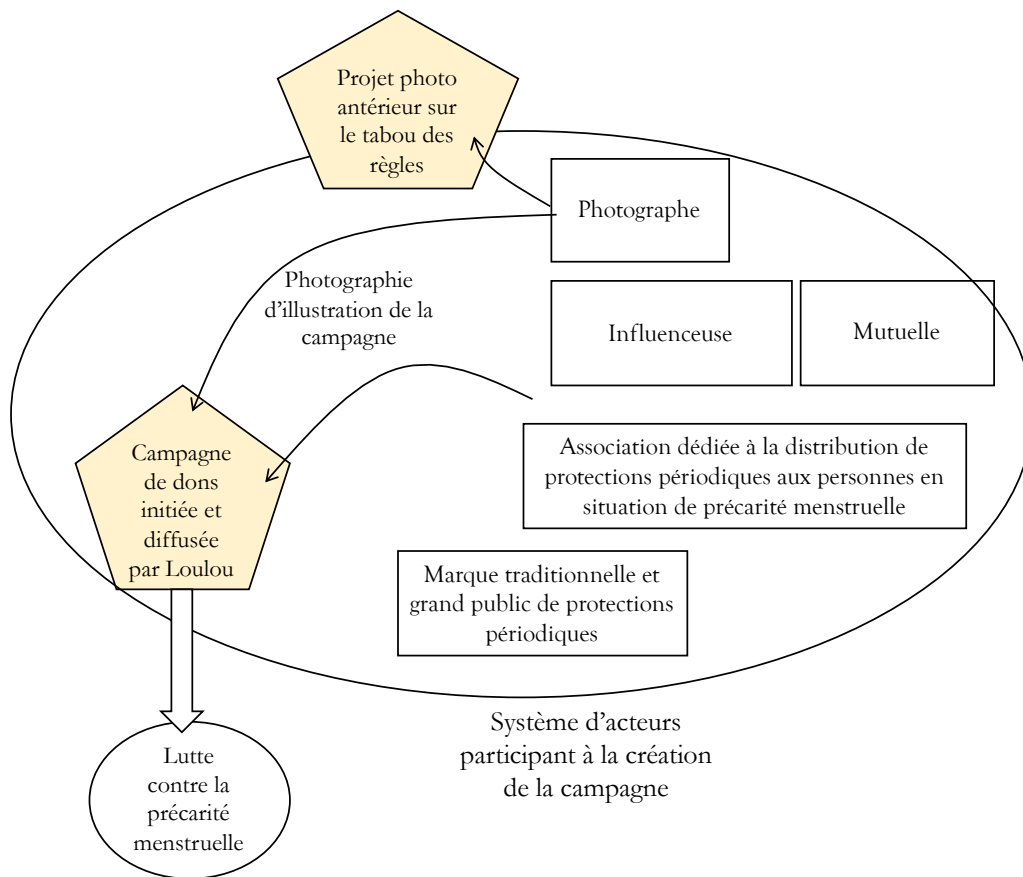 Projet photo
antérieur sur
le tabou des
règles
Photographe
Photographie
d'illustration de la
campagne
Influenceuse
Mutuelle
Campagne
de dons
initiée et
diffusée
par Loulou
Association dédiée à la distribution de
protections périodiques aux personnes en
situation de précarité menstruelle
Marque traditionnelle et
grand public de protections
périodiques
Système d'acteurs
participant à la création
de la campagne
Lutte
contre la
précarité
menstruelle